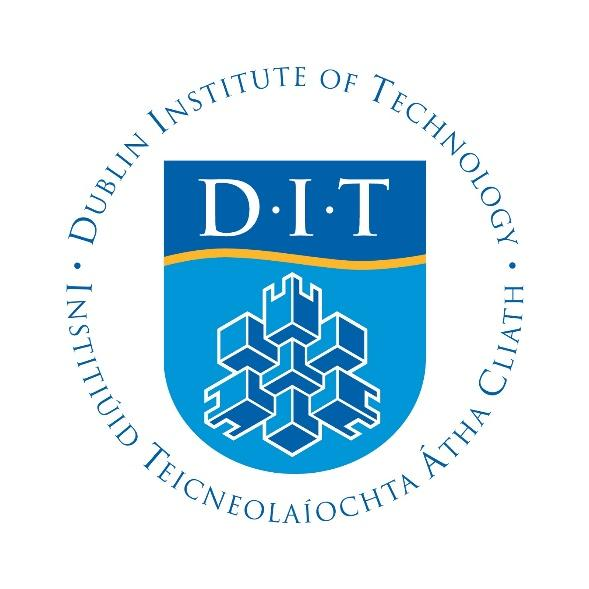 DUBLIN INSTITUTE OF TECHNOLOGY
D·I·T
INSTITIÚID TEICNEOLAÍOCHTA ÁTHA CLIATH